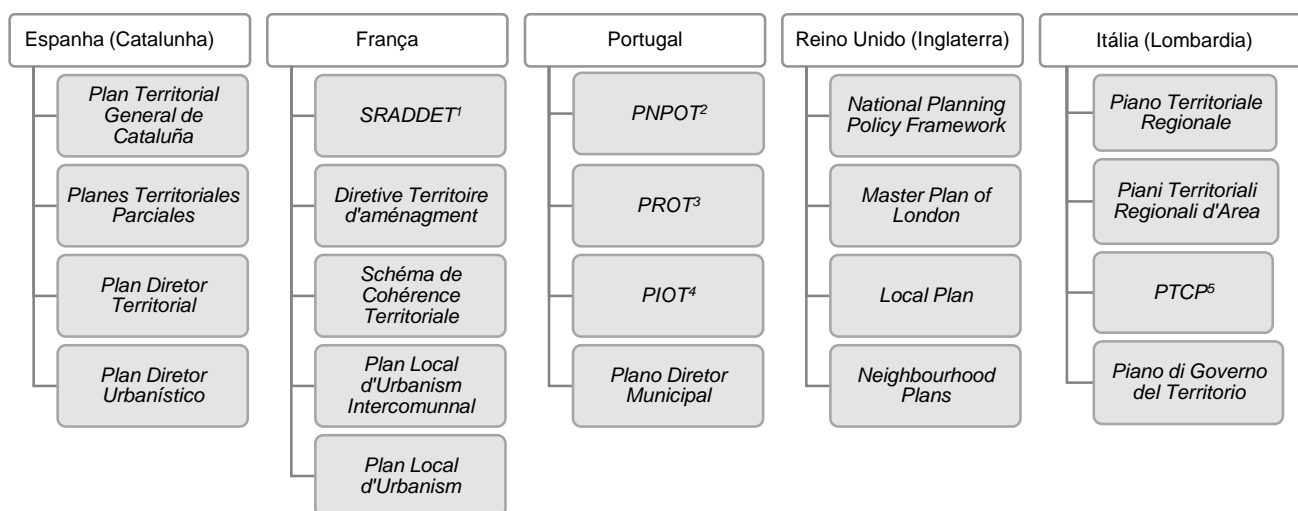 Espanha (Catalunha)
Plan Territorial
General de
Cataluña
Planes Territoriales
Parciales
Plan Diretor
Territorial
Plan Diretor
Urbanístico
França
SRADDET¹
Diretive Territoire
d'aménagment
Schéma de
Cohérence
Territoriale
Plan Local
d'Urbanism
Intercomunnal
Plan Local
d'Urbanism
Portugal
PNPOT²
PROT³
PIOT⁴
Plano Diretor
Municipal
Reino Unido (Inglaterra)
National Planning
Policy Framework
Master Plan of
London
Local Plan
Neighbourhood
Plans
Itália (Lombardia)
Piano Territoriale
Regionale
Piani Territoriali
Regionali d'Area
PTCP⁵
Piano di Governo
del Territorio